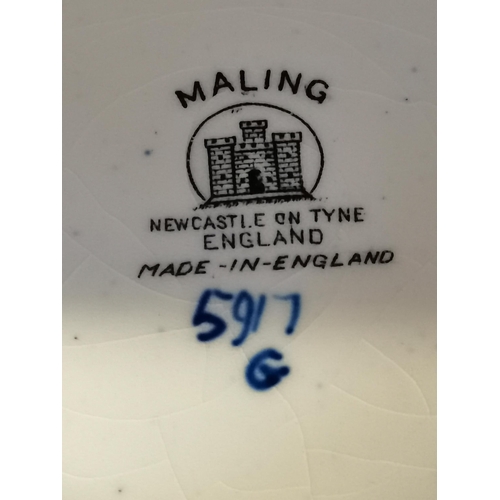 MALING
NEWCASTLE ON TYNE
ENGLAND
MADE-IN-ENGLAND
5917
G